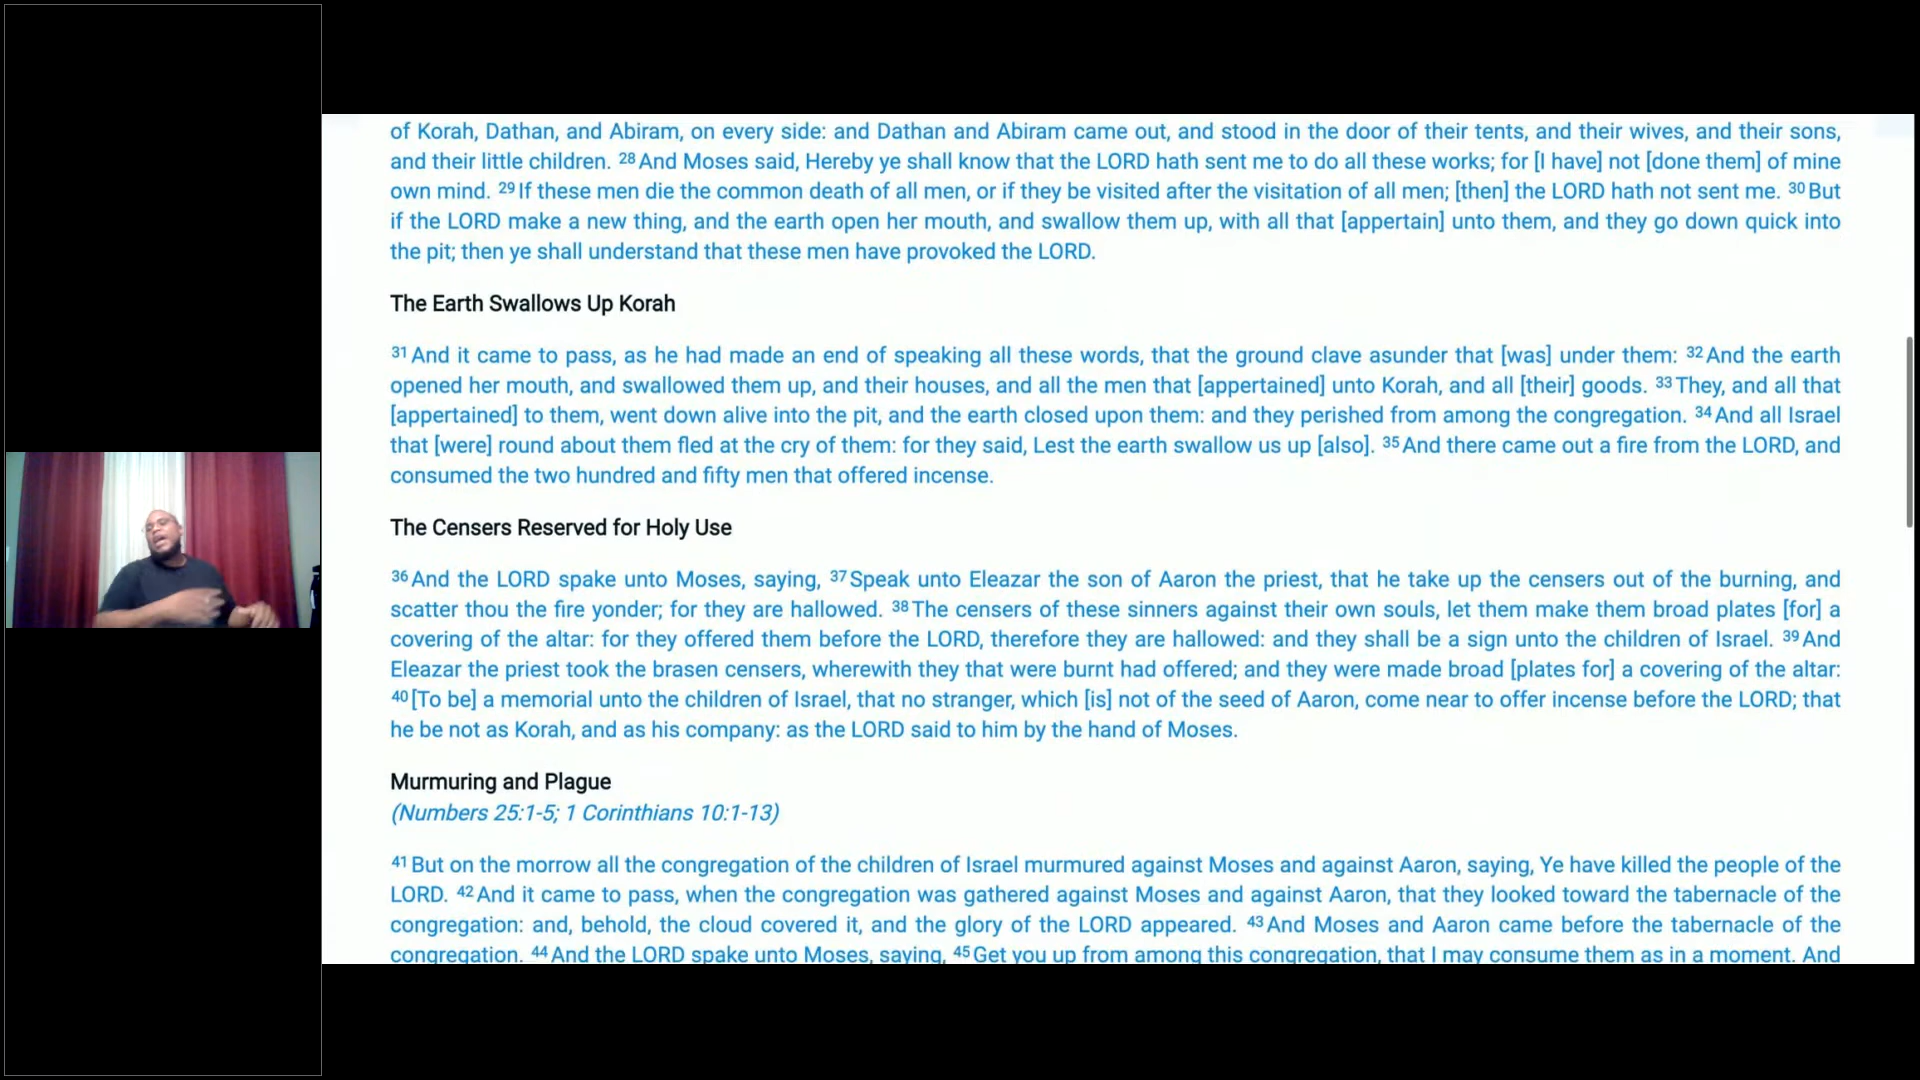 of Korah, Dathan, and Abiram, on every side: and Dathan and Abiram came out, and stood in the door of their tents, and their wives, and their sons,
and their little children. 28 And Moses said, Hereby ye shall know that the LORD hath sent me to do all these works; for [I have] not [done them] of mine
own mind. 29 If these men die the common death of all men, or if they be visited after the visitation of all men; [then] the LORD hath not sent me. 30 But
if the LORD make a new thing, and the earth open her mouth, and swallow them up, with all that [appertain] unto them, and they go down quick into
the pit; then ye shall understand that these men have provoked the LORD.
The Earth Swallows Up Korah
31 And it came to pass, as he had made an end of speaking all these words, that the ground clave asunder that [was] under them: 32 And the earth
opened her mouth, and swallowed them up, and their houses, and all the men that [appertained] unto Korah, and all [their] goods. 33 They, and all that
[appertained] to them, went down alive into the pit, and the earth closed upon them: and they perished from among the congregation. 34 And all Israel
that [were] round about them fled at the cry of them: for they said, Lest the earth swallow us up [also]. 35 And there came out a fire from the LORD, and
consumed the two hundred and fifty men that offered incense.
The Censers Reserved for Holy Use
36 And the LORD spake unto Moses, saying, 37 Speak unto Eleazar the son of Aaron the priest, that he take up the censers out of the burning, and
scatter thou the fire yonder; for they are hallowed. 38 The censers of these sinners against their own souls, let them make them broad plates [for] a
covering of the altar: for they offered them before the LORD, therefore they are hallowed: and they shall be a sign unto the children of Israel. 39 And
Eleazar the priest took the brasen censers, wherewith they that were burnt had offered; and they were made broad [plates for] a covering of the altar:
40 [To be] a memorial unto the children of Israel, that no stranger, which [is] not of the seed of Aaron, come near to offer incense before the LORD; that
he be not as Korah, and as his company: as the LORD said to him by the hand of Moses.
Murmuring and Plague
(Numbers 25:1-5; 1 Corinthians 10:1-13)
41 But on the morrow all the congregation of the children of Israel murmured against Moses and against Aaron, saying, Ye have killed the people of the
LORD. 42 And it came to pass, when the congregation was gathered against Moses and against Aaron, that they looked toward the tabernacle of the
congregation: and, behold, the cloud covered it, and the glory of the LORD appeared. 43 And Moses and Aaron came before the tabernacle of the
congregation. 44 And the LORD spake unto Moses, saying, 45 Get you up from among this congregation, that I may consume them as in a moment. And